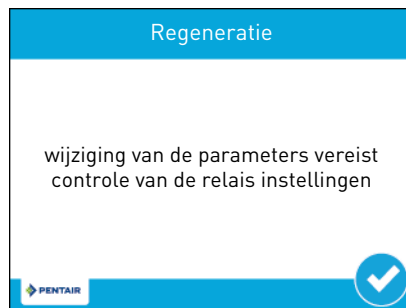 Regeneratie
wijziging van de parameters vereist
controle van de relais instellingen
PENTAIR